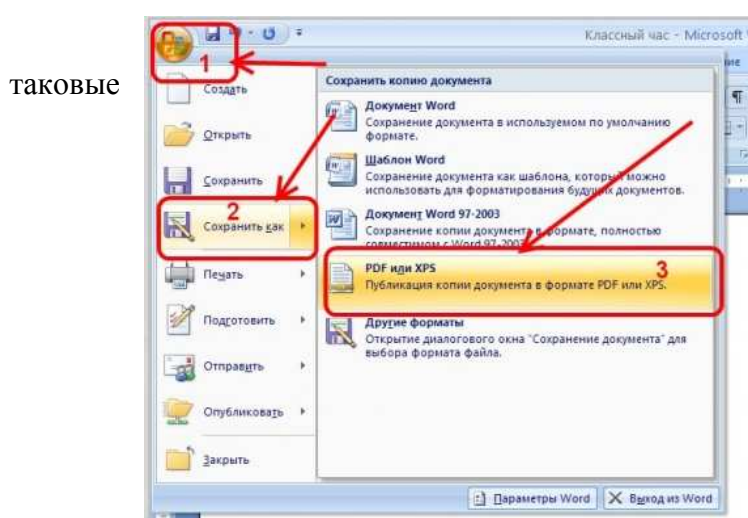 Классный час - Microsoft
таковые
1
Создать
Открыть
Сохранить
2
Сохранить как
Печать
Подготовить
Отправить
Опубликовать
Закрыть
Сохранить копию документа
Документ Word
Сохранение документа в используемом по умолчанию
формате.
Шаблон Word
Сохранение документа как шаблона, который можно
использовать для форматирования будущих документов.
Документ Word 97-2003
Сохранение копии документа в формате, полностью
совместимом с Word 97-2003.
PDF или XPS
3
Публикация копии документа в формате PDF или XPS.
Другие форматы
Открытие диалогового окна "Сохранение документа" для
выбора формата файла.
Параметры Word
Выход из Word